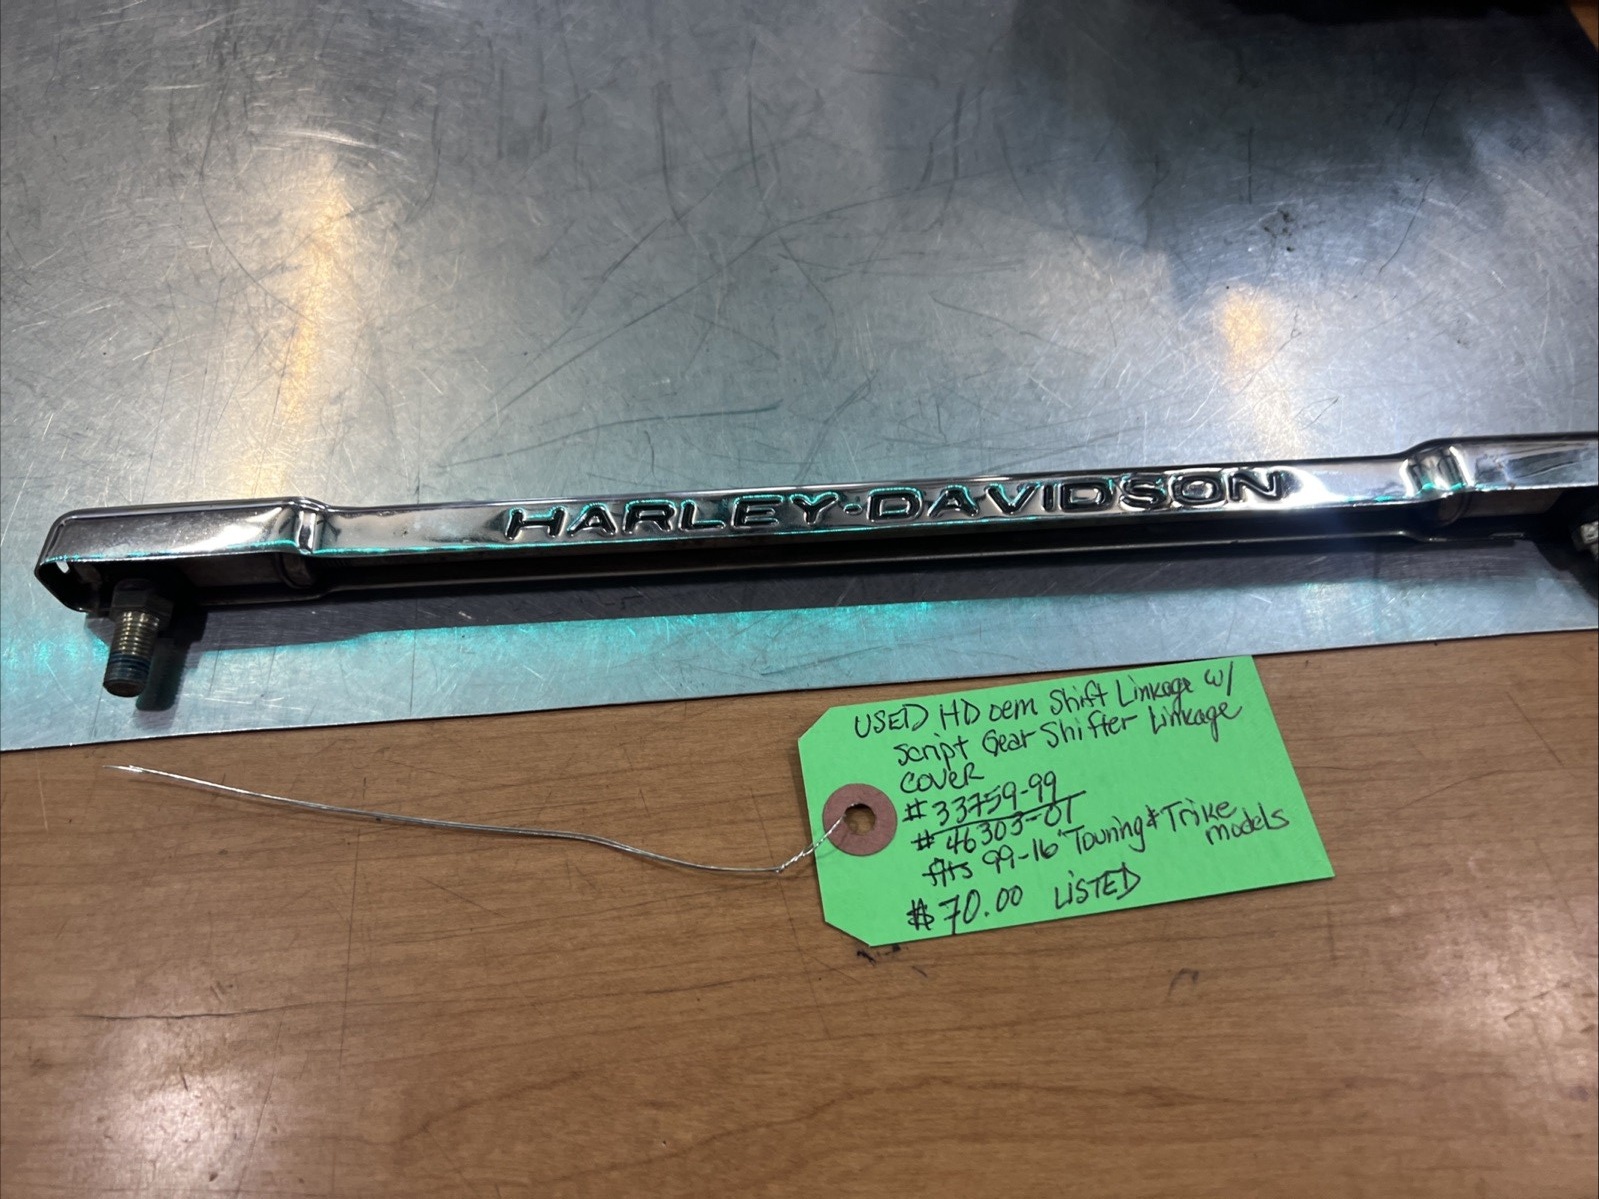 HARLEY-DAVIDSON
USED HD oem Shift Linkage w/
script Gear Shifter Linkage
COVER
# 33759-99
# 46303-01
fits 99-16 Touring & Trike
models
$70.00 LISTED